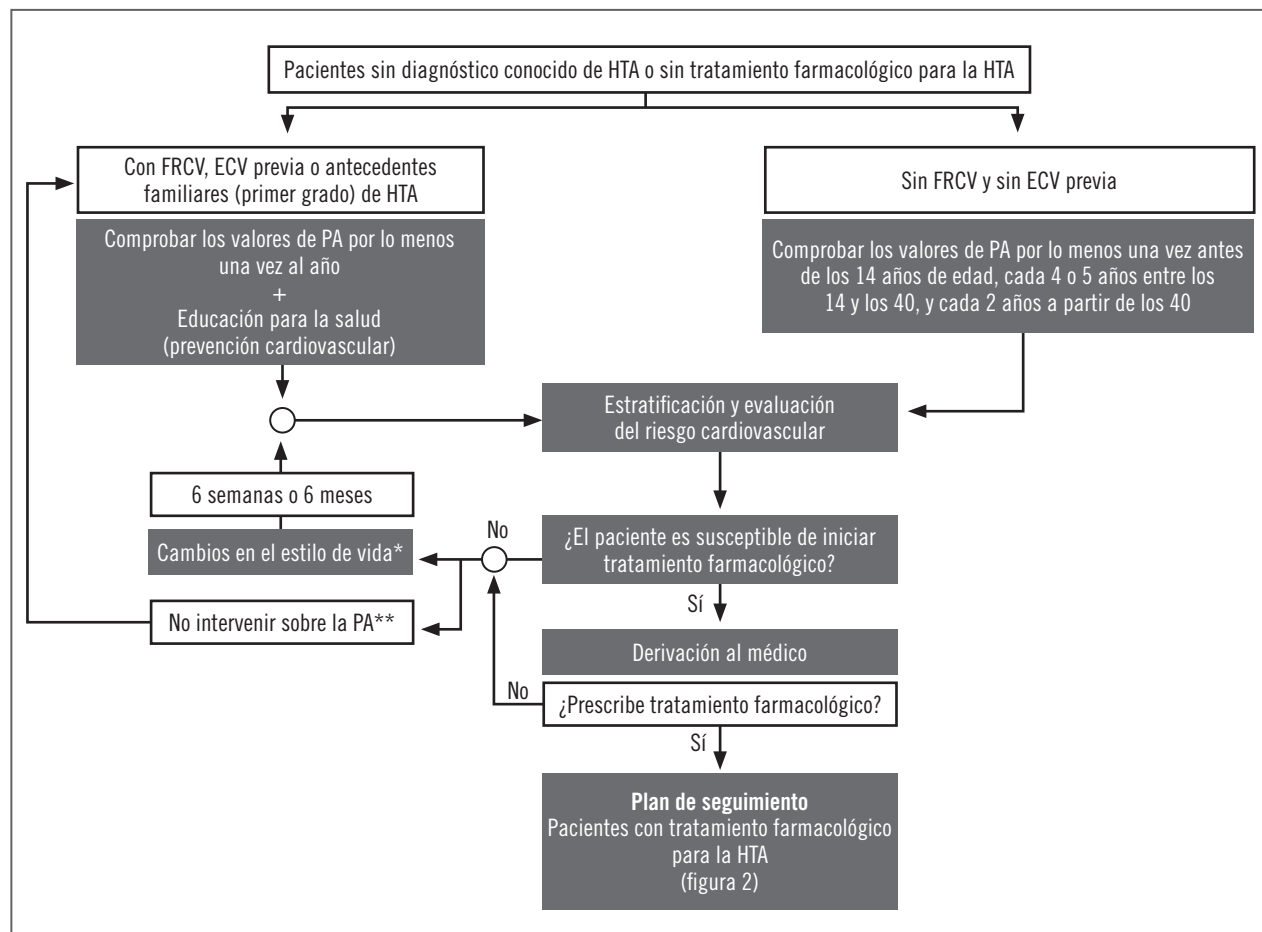 Pacientes sin diagnóstico conocido de HTA o sin tratamiento farmacológico para la HTA
Con FRCV, ECV previa o antecedentes
familiares (primer grado) de HTA
Sin FRCV y sin ECV previa
Comprobar los valores de PA por lo menos
una vez al año
+
Educación para la salud
(prevención cardiovascular)
Comprobar los valores de PA por lo menos una vez antes
de los 14 años de edad, cada 4 o 5 años entre los
14 y los 40, y cada 2 años a partir de los 40
Estratificación y evaluación
del riesgo cardiovascular
6 semanas o 6 meses
Cambios en el estilo de vida*
No
¿El paciente es susceptible de iniciar
tratamiento farmacológico?
Sí
No intervenir sobre la PA**
Derivación al médico
No
¿Prescribe tratamiento farmacológico?
Sí
Plan de seguimiento
Pacientes con tratamiento farmacológico
para la HTA
(figura 2)